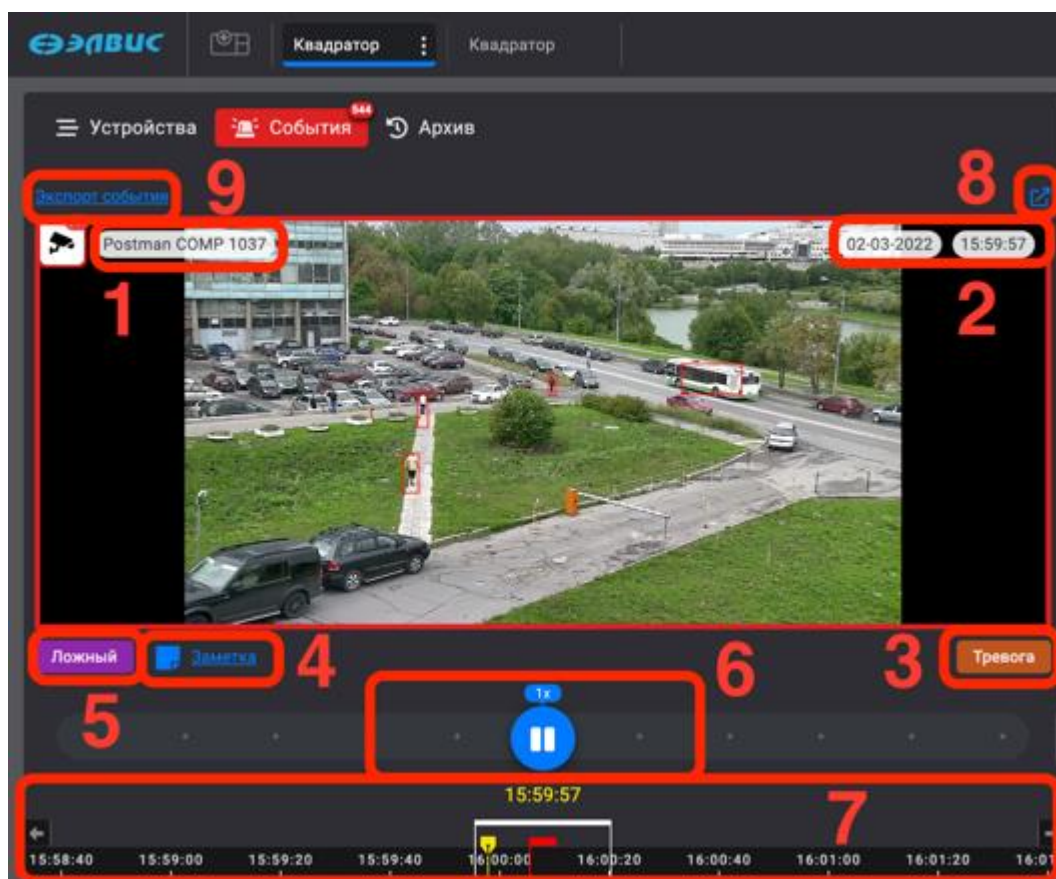 ЭЛВИС
Квадратор
Квадратор
Устройства
События
544
Архив
Экспорт события
9
8
Postman COMP 1037
02-03-2022
15:59:57
1
2
Ложный
Заметка
4
6
3
Тревога
5
1x
15:59:57
7
15:58:40 15:59:00 15:59:20 15:59:40 16:00:00 16:00:20 16:00:40 16:01:00 16:01:20 16:01